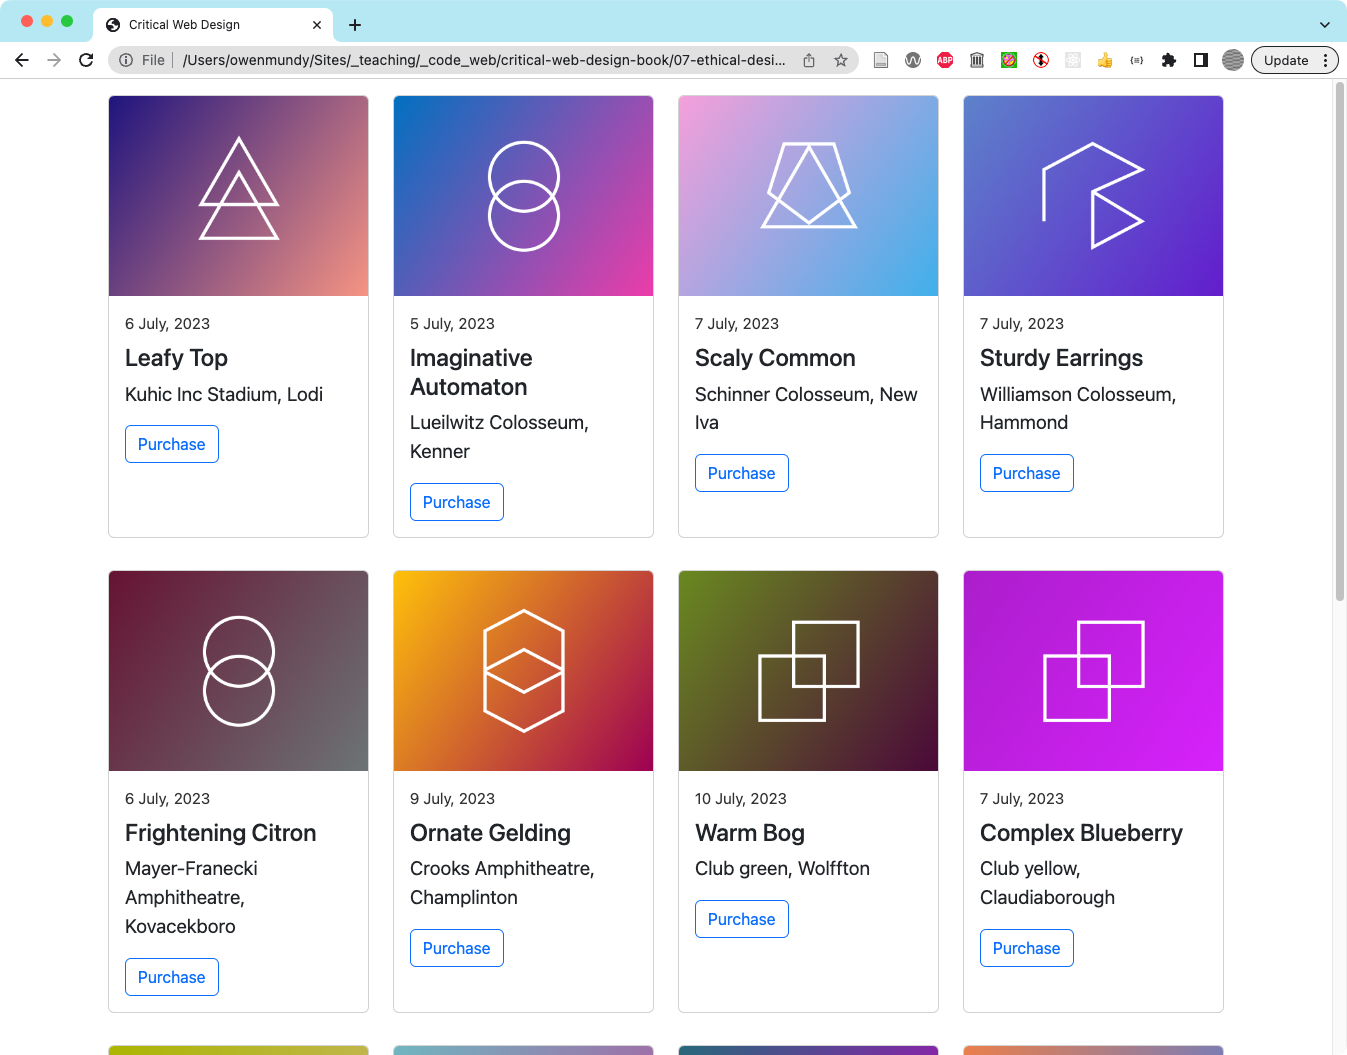 Critical Web Design
File
/Users/owenmundy/Sites/_teaching/_code_web/critical-web-design-book/07-ethical-desi...
ABP
Update
6 July, 2023
Leafy Top
Kuhic Inc Stadium, Lodi
Purchase
5 July, 2023
Imaginative
Automaton
Lueilwitz Colosseum,
Kenner
Purchase
7 July, 2023
Scaly Common
Schinner Colosseum, New
Iva
Purchase
7 July, 2023
Sturdy Earrings
Williamson Colosseum,
Hammond
Purchase
6 July, 2023
Frightening Citron
Mayer-Franecki
Amphitheatre,
Kovacekboro
Purchase
9 July, 2023
Ornate Gelding
Crooks Amphitheatre,
Champlinton
Purchase
10 July, 2023
Warm Bog
Club green, Wolffton
Purchase
7 July, 2023
Complex Blueberry
Club yellow,
Claudiaborough
Purchase